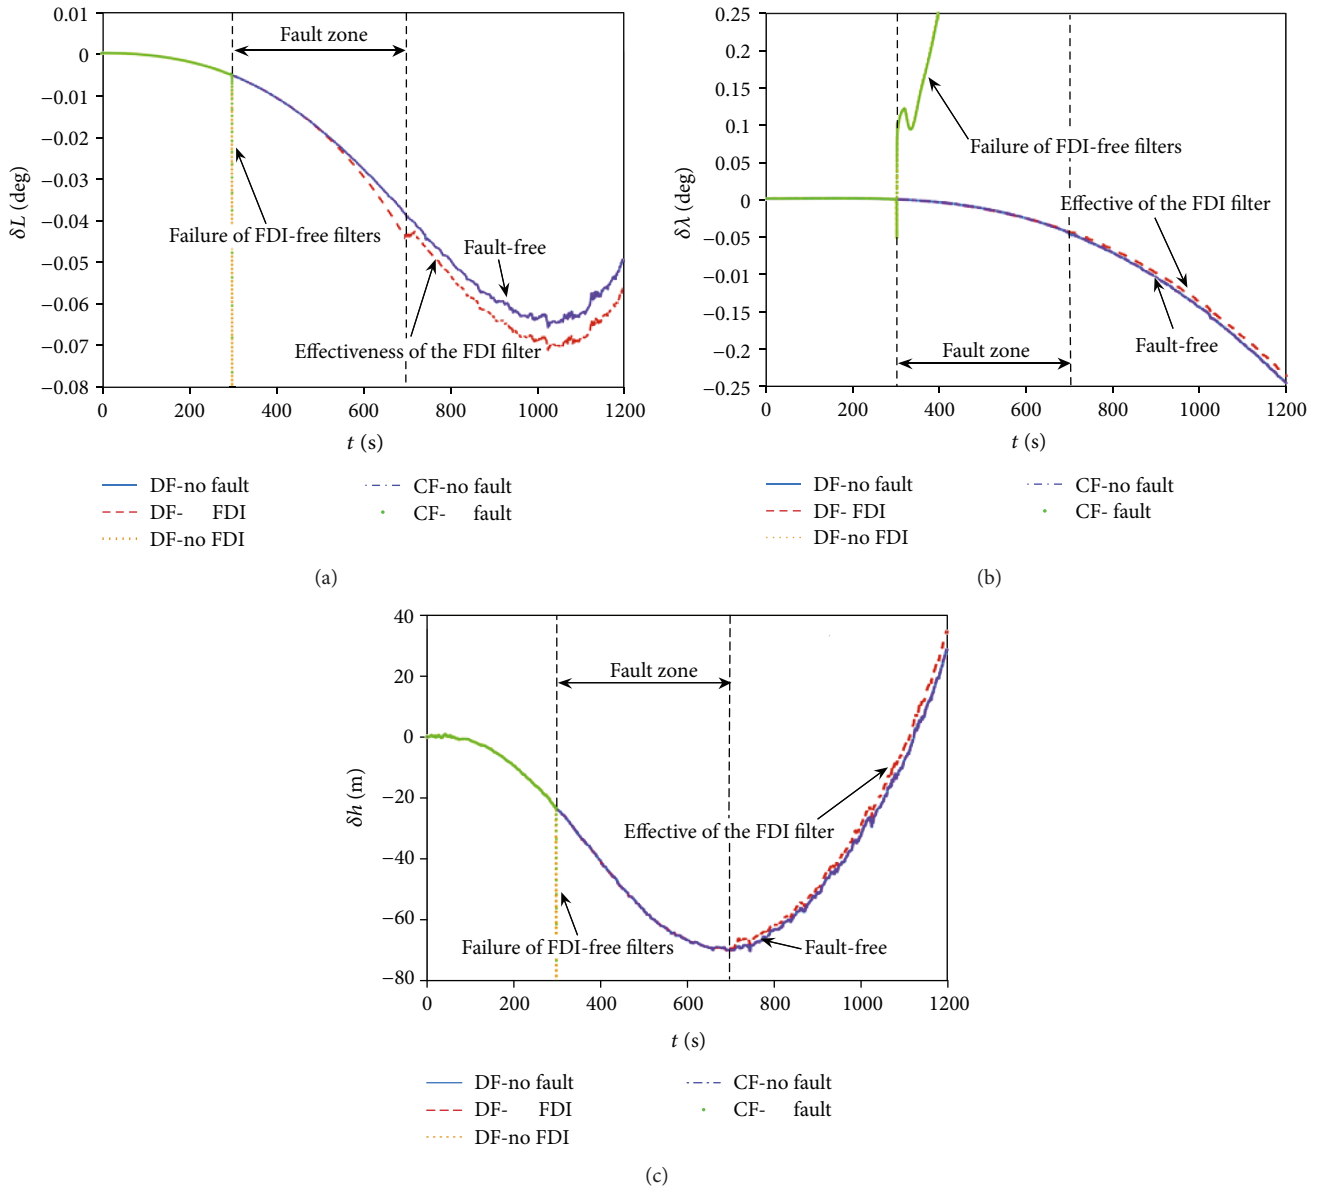 0.01
0
−0.01
−0.02
−0.03
−0.04
−0.05
−0.06
−0.07
−0.08
δL (deg)
Fault zone
Failure of FDI-free filters
Fault-free
Effectiveness of the FDI filter
0 200 400 600 800 1000 1200
t (s)
DF-no fault
DF- FDI
DF-no FDI
CF-no fault
CF- fault
(a)
0.25
0.2
0.15
0.1
0.05
0
−0.05
−0.01
−0.15
−0.2
−0.25
δλ (deg)
Failure of FDI-free filters
Effective of the FDI filter
Fault zone
Fault-free
0 200 400 600 800 1000 1200
t (s)
DF-no fault
DF- FDI
DF-no FDI
CF-no fault
CF- fault
(b)
40
20
0
−20
−40
−60
−80
δh (m)
Fault zone
Effective of the FDI filter
Failure of FDI-free filters
Fault-free
0 200 400 600 800 1000 1200
t (s)
DF-no fault
DF- FDI
DF-no FDI
CF-no fault
CF- fault
(c)